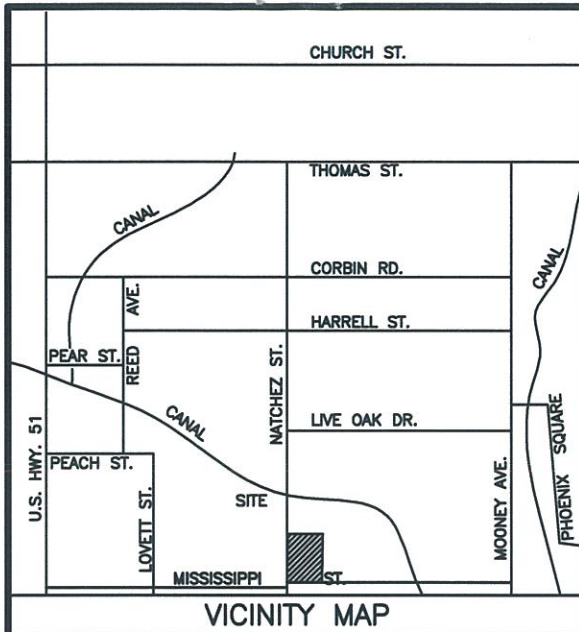 CHURCH ST.
THOMAS ST.
CANAL
CANAL
CORBIN RD.
REED AVE.
HARRELL ST.
PEAR ST.
NATCHEZ ST.
U.S. HWY. 51
CANAL
LIVE OAK DR.
PHOENIX SQUARE
MOONEY AVE.
PEACH ST.
LOVETT ST.
SITE
MISSISSIPPI ST.
VICINITY MAP